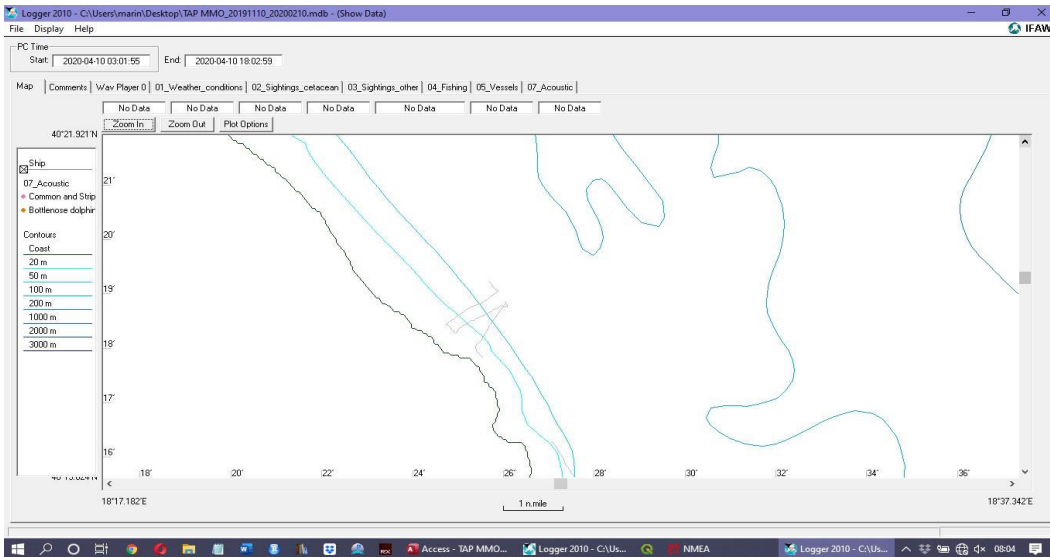 Logger 2010 - C:\Users\marin\Desktop\TAP MMO_20191110_20200210.mdb - (Show Data)
File Display Help
IFAW
PC Time
Start: 2020-04-10 03:01:55 End: 2020-04-10 18:02:59
Map Comments Wav Player 0 01_Weather_conditions 02_Sightings_cetacean 03_Sightings_other 04_Fishing 05_Vessels 07_Acoustic
No Data No Data No Data No Data No Data No Data No Data
Zoom In Zoom Out Plot Options
40°21.921'N
Ship
07_Acoustic
Common and Strip
Bottlenose dolphin
Contours
Coast
20 m
50 m
100 m
200 m
1000 m
2000 m
3000 m
21'
20'
19'
18'
17'
16'
18' 20' 22' 24' 26' 28' 30' 32' 34' 36'
18°17.182'E
1 n.mile
18°37.342'E
Access - TAP MMO... Logger 2010 - C:\Us... NMEA Logger 2010 - C:\Us... 08:04